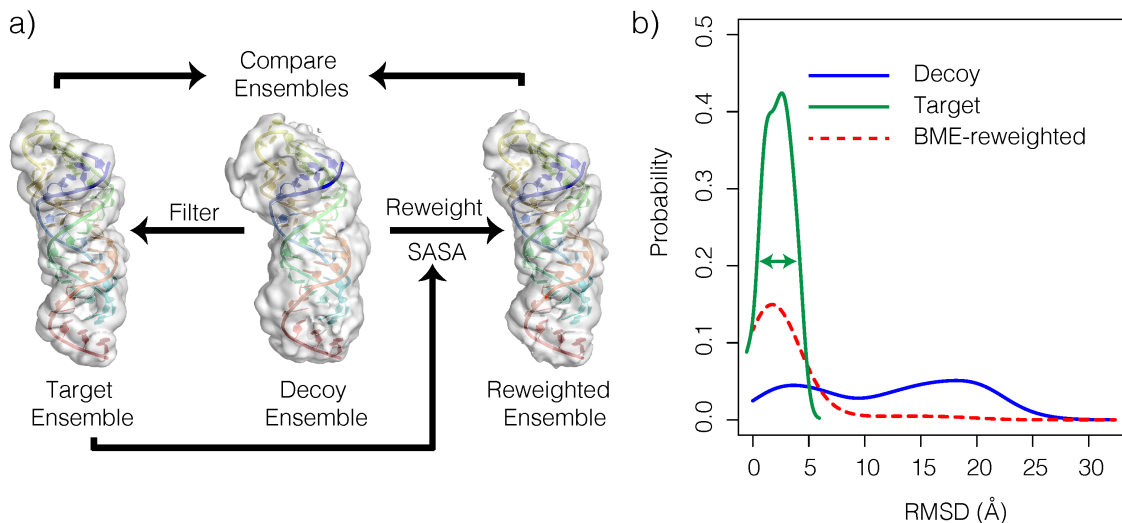 a)
Compare
Ensembles
Filter
Reweight
SASA
Target
Ensemble
Decoy
Ensemble
Reweighted
Ensemble
b)
Probability
0.5
0.4
0.3
0.2
0.1
0.0
Decoy
Target
BME-reweighted
0 5 10 15 20 25 30
RMSD (Å)